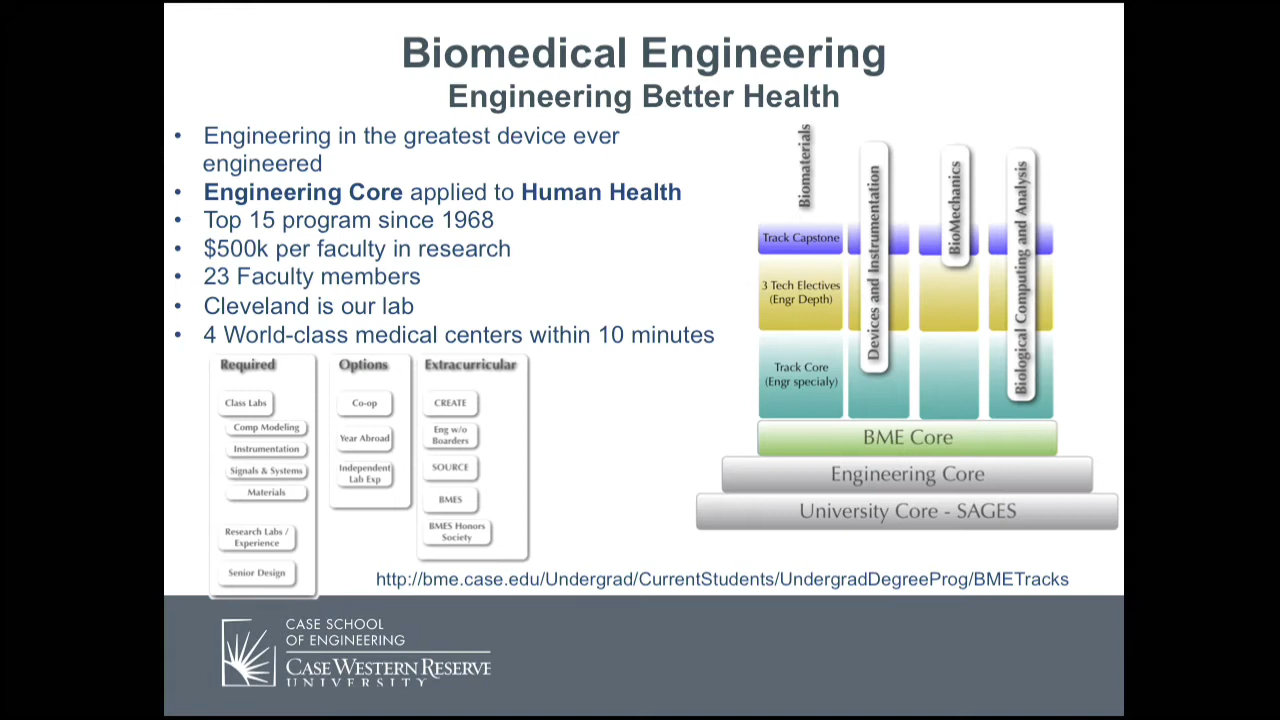 Biomedical Engineering
Engineering Better Health
• Engineering in the greatest device ever
engineered
• Engineering Core applied to Human Health
• Top 15 program since 1968
• $500k per faculty in research
• 23 Faculty members
• Cleveland is our lab
• 4 World-class medical centers within 10 minutes
Required
Class Labs
Comp Modeling
Instrumentation
Signals & Systems
Materials
Research Labs /
Experience
Senior Design
Options
Co-op
Year Abroad
Independent
Lab Exp
Extracurricular
CREATE
Eng w/o
Boarders
SOURCE
BMES
BMES Honors
Society
Biomaterials
Devices and Instrumentation
BioMechanics
Biological Computing and Analysis
Track Capstone
3 Tech Electives
(Engr Depth)
Track Core
(Engr specialy)
BME Core
Engineering Core
University Core - SAGES
http://bme.case.edu/Undergrad/CurrentStudents/UndergradDegreeProg/BMETracks
CASE SCHOOL
OF ENGINEERING
CASE WESTERN RESERVE
UNIVERSITY